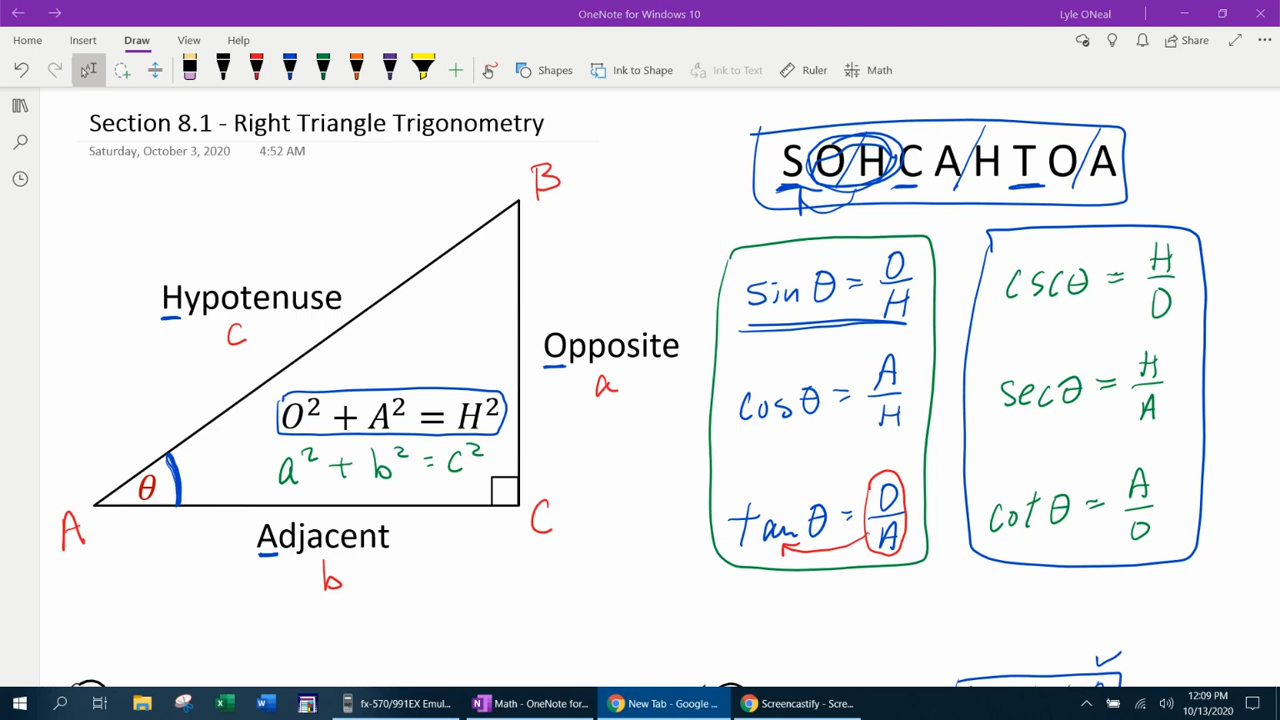 OneNote for Windows 10
Lyle ONeal
Home Insert Draw View Help
Share
Shapes Ink to Shape Ink to Text Ruler Math
Section 8.1 - Right Triangle Trigonometry
Saturday, October 3, 2020 4:52 AM
SOHCAHTOA
B
Hypotenuse
c
Opposite
a
O² + A² = H²
a² + b² = c²
θ
A
C
Adjacent
b
sin θ = O/H
cos θ = A/H
tan θ = O/A
csc θ = H/O
sec θ = H/A
cot θ = A/O
fx-570/991EX Emul...
Math - OneNote for...
New Tab - Google ...
Screencastify - Scre...
12:09 PM
10/13/2020